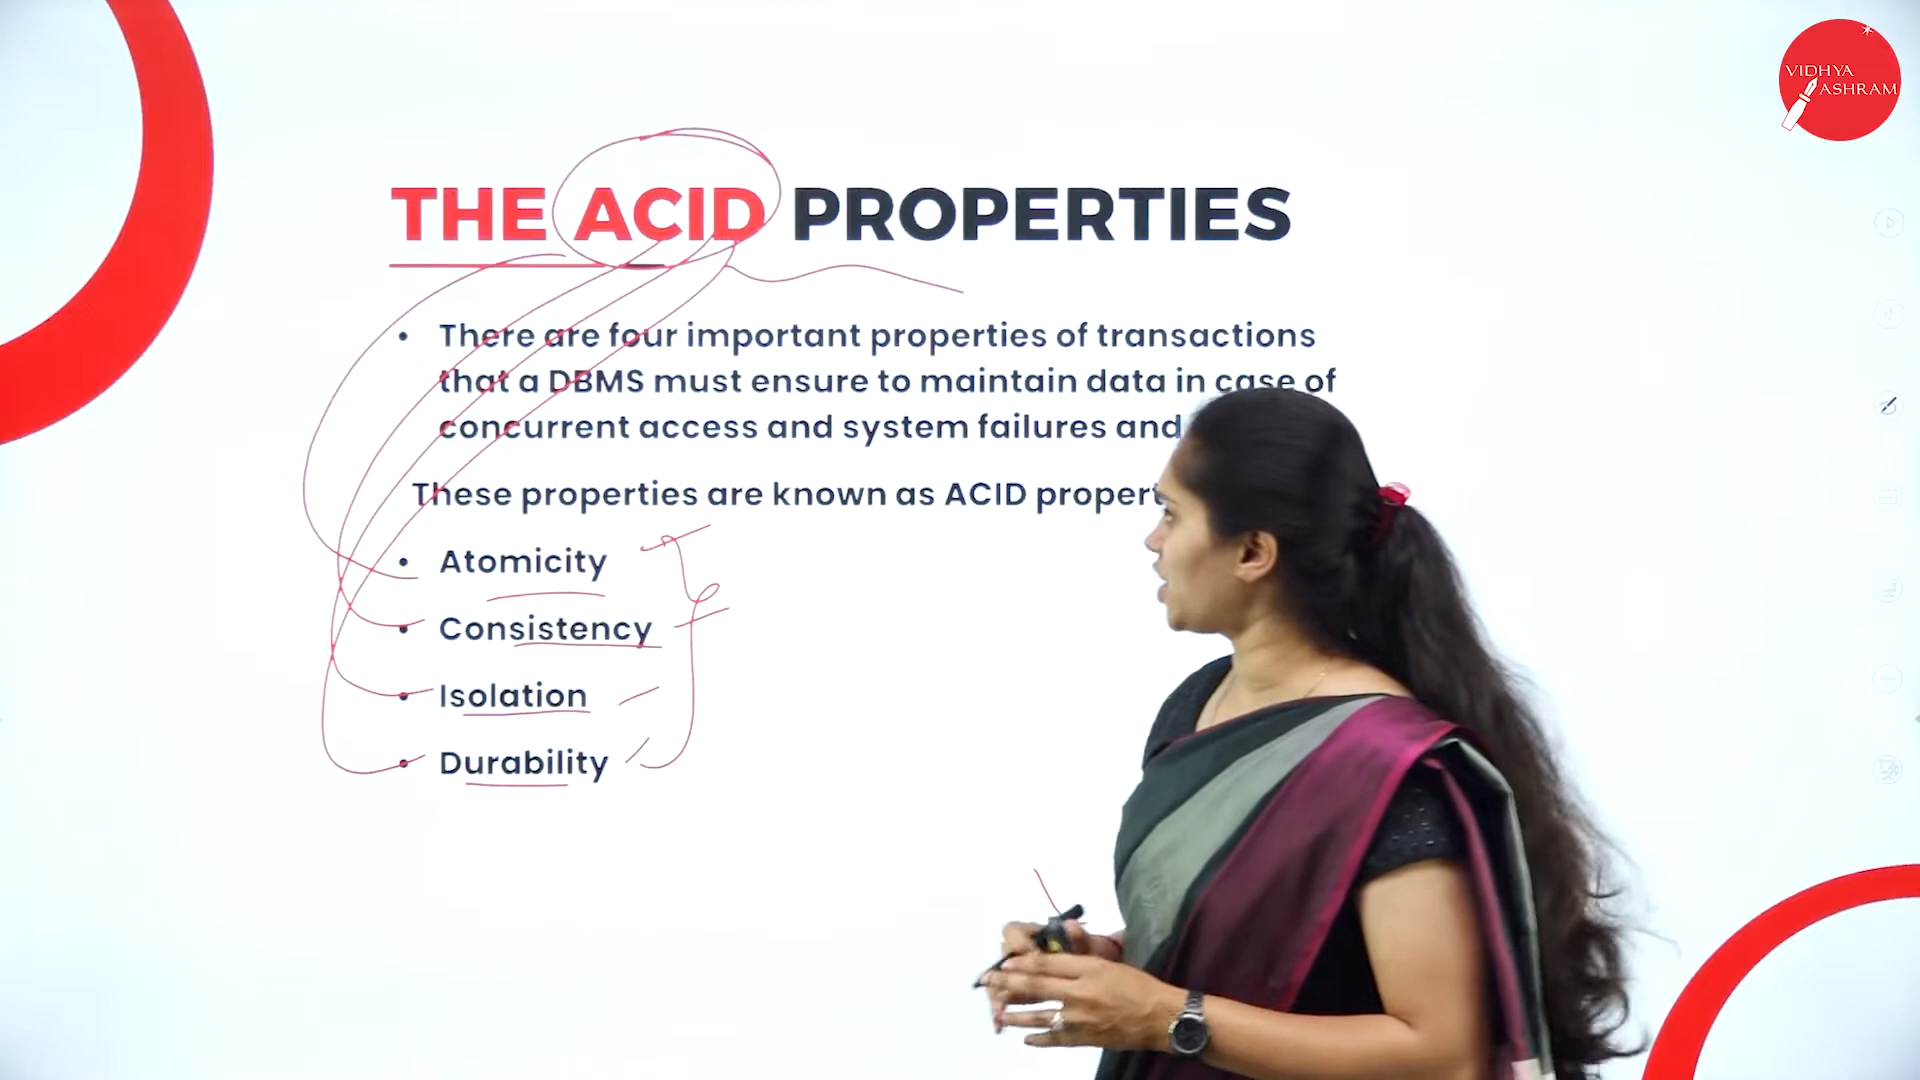 VIDHYA
ASHRAM
THE ACID PROPERTIES
• There are four important properties of transactions
that a DBMS must ensure to maintain data in case of
concurrent access and system failures and
These properties are known as ACID propert
• Atomicity
• Consistency
• Isolation
• Durability